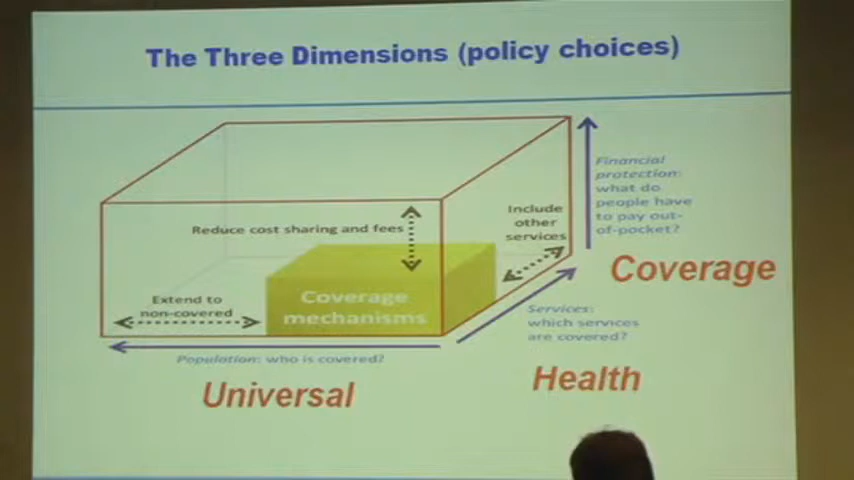 The Three Dimensions (policy choices)
Financial
protection:
what do
people have
to pay out-
of-pocket?
Include
other
services
Reduce cost sharing and fees
Coverage
Extend to
non-covered
Coverage
mechanisms
Services:
which services
are covered?
Population: who is covered?
Universal
Health